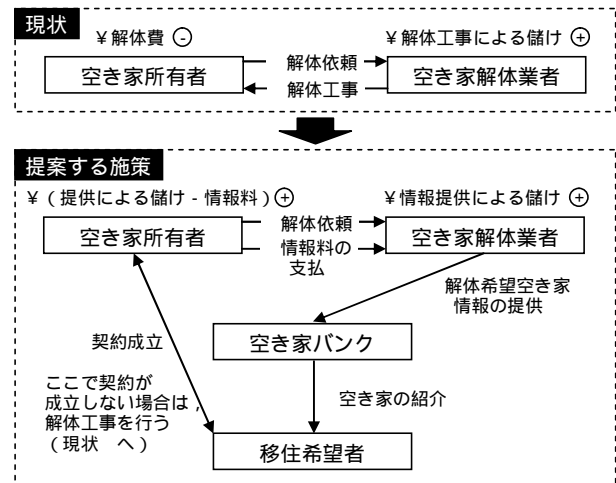 現状
¥解体費 ⊖
¥解体工事による儲け ⊕
空き家所有者
解体依頼
解体工事
空き家解体業者
提案する施策
¥(提供による儲け - 情報料)⊕
¥情報提供による儲け ⊕
空き家所有者
解体依頼
情報料の
支払
空き家解体業者
解体希望空き家
情報の提供
契約成立
空き家バンク
ここで契約が
成立しない場合は,
解体工事を行う
(現状 へ)
空き家の紹介
移住希望者